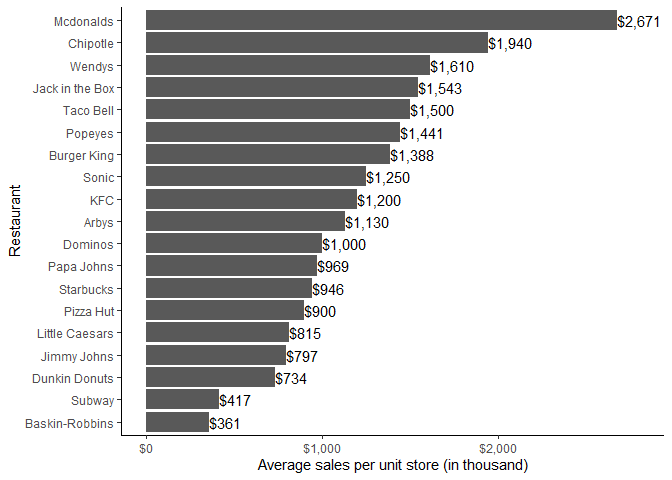 Restaurant
Mcdonalds $2,671
Chipotle $1,940
Wendys $1,610
Jack in the Box $1,543
Taco Bell $1,500
Popeyes $1,441
Burger King $1,388
Sonic $1,250
KFC $1,200
Arbys $1,130
Dominos $1,000
Papa Johns $969
Starbucks $946
Pizza Hut $900
Little Caesars $815
Jimmy Johns $797
Dunkin Donuts $734
Subway $417
Baskin-Robbins $361
$0 $1,000 $2,000
Average sales per unit store (in thousand)